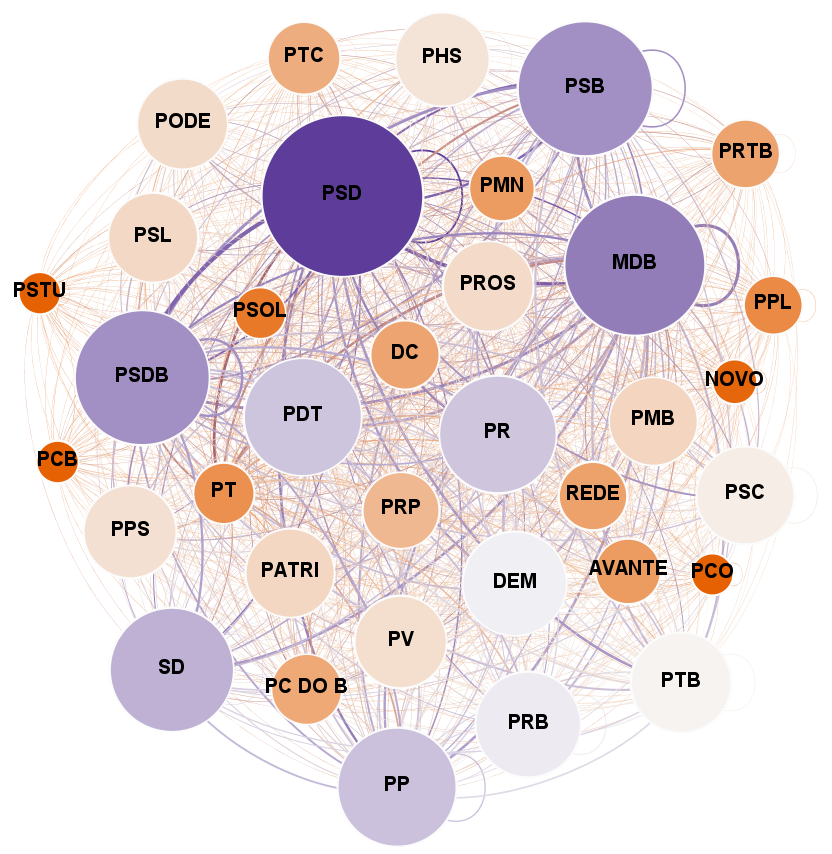 PTC
PHS
PSB
PODE
PRTB
PSD
PMN
PSL
MDB
PROS
PSTU
PSOL
PPL
DC
PSDB
NOVO
PDT
PR
PMB
PCB
PT
REDE
PSC
PRP
PPS
PATRI
DEM
AVANTE
PCO
PV
SD
PC DO B
PTB
PRB
PP